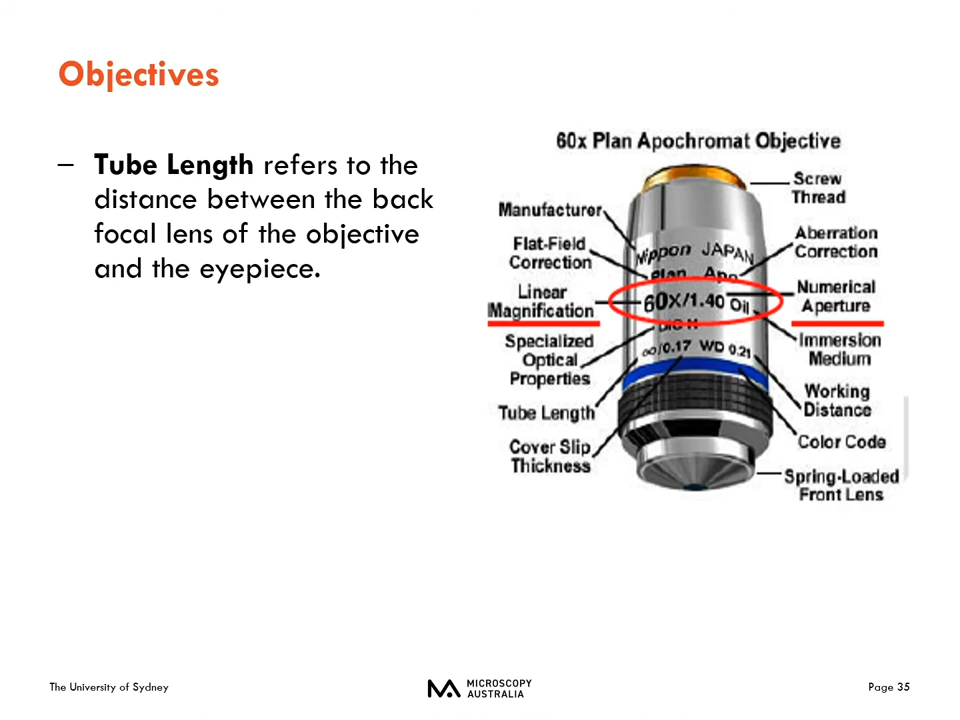 Objectives
– Tube Length refers to the
distance between the back
focal lens of the objective
and the eyepiece.
60x Plan Apochromat Objective
Screw
Thread
Manufacturer
Nippon JAPAN
Aberration
Correction
Flat-Field
Correction
Plan Apo
Linear
Magnification
60X/1.40 Oil
Numerical
Aperture
DIC H
Specialized
Optical
Properties
∞/0.17 WD 0.21
Immersion
Medium
Tube Length
Working
Distance
Cover Slip
Thickness
Color Code
Spring-Loaded
Front Lens
The University of Sydney
MICROSCOPY
AUSTRALIA
Page 35